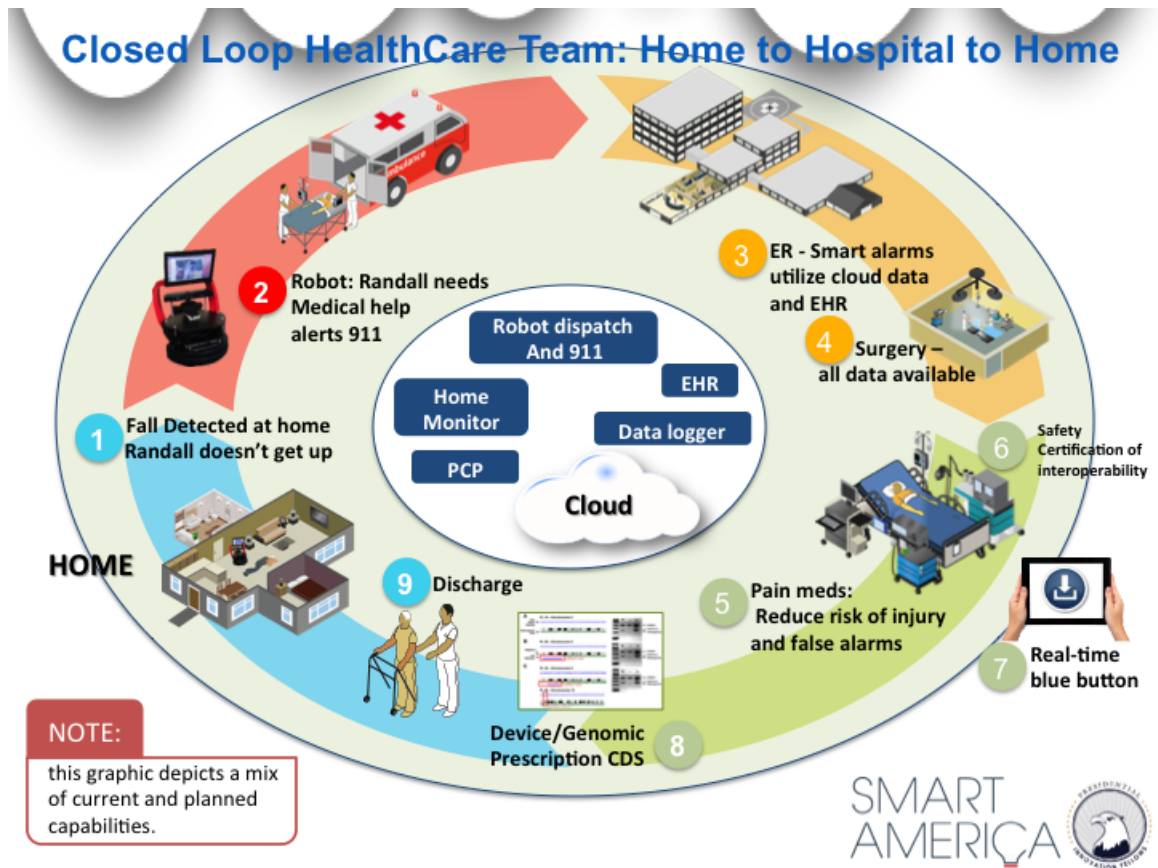 Closed Loop HealthCare Team: Home to Hospital to Home
ambulance
2
Robot: Randall needs
Medical help
alerts 911
3
ER - Smart alarms
utilize cloud data
and EHR
4
Surgery –
all data available
Robot dispatch
And 911
EHR
Home
Monitor
Data logger
PCP
Cloud
1
Fall Detected at home
Randall doesn't get up
6
Safety
Certification of
interoperability
HOME
9
Discharge
5
Pain meds:
Reduce risk of injury
and false alarms
7
Real-time
blue button
Device/Genomic
Prescription CDS
8
NOTE:
this graphic depicts a mix
of current and planned
capabilities.
SMART
AMERICA
PRESIDENTIAL
INNOVATION FELLOWS